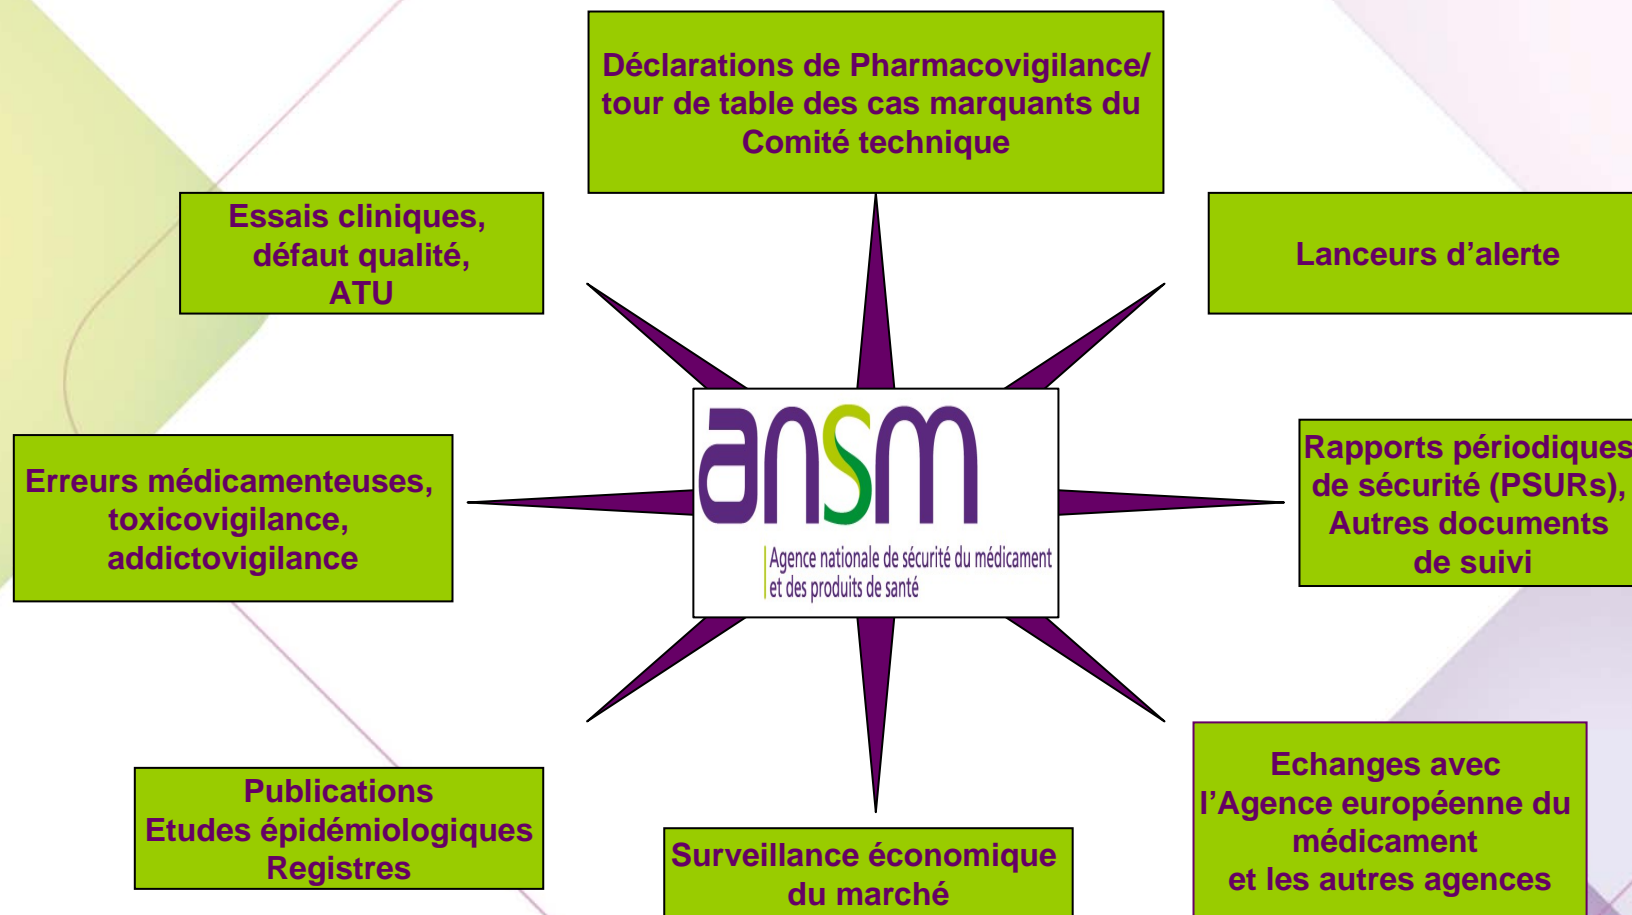 Déclarations de Pharmacovigilance/
tour de table des cas marquants du
Comité technique
Essais cliniques,
défaut qualité,
ATU
Lanceurs d’alerte
Erreurs médicamenteuses,
toxicovigilance,
addictovigilance
ansm
Agence nationale de sécurité du médicament
et des produits de santé
Rapports périodiques
de sécurité (PSURs),
Autres documents
de suivi
Publications
Etudes épidémiologiques
Registres
Surveillance économique
du marché
Echanges avec
l’Agence européenne du
médicament
et les autres agences